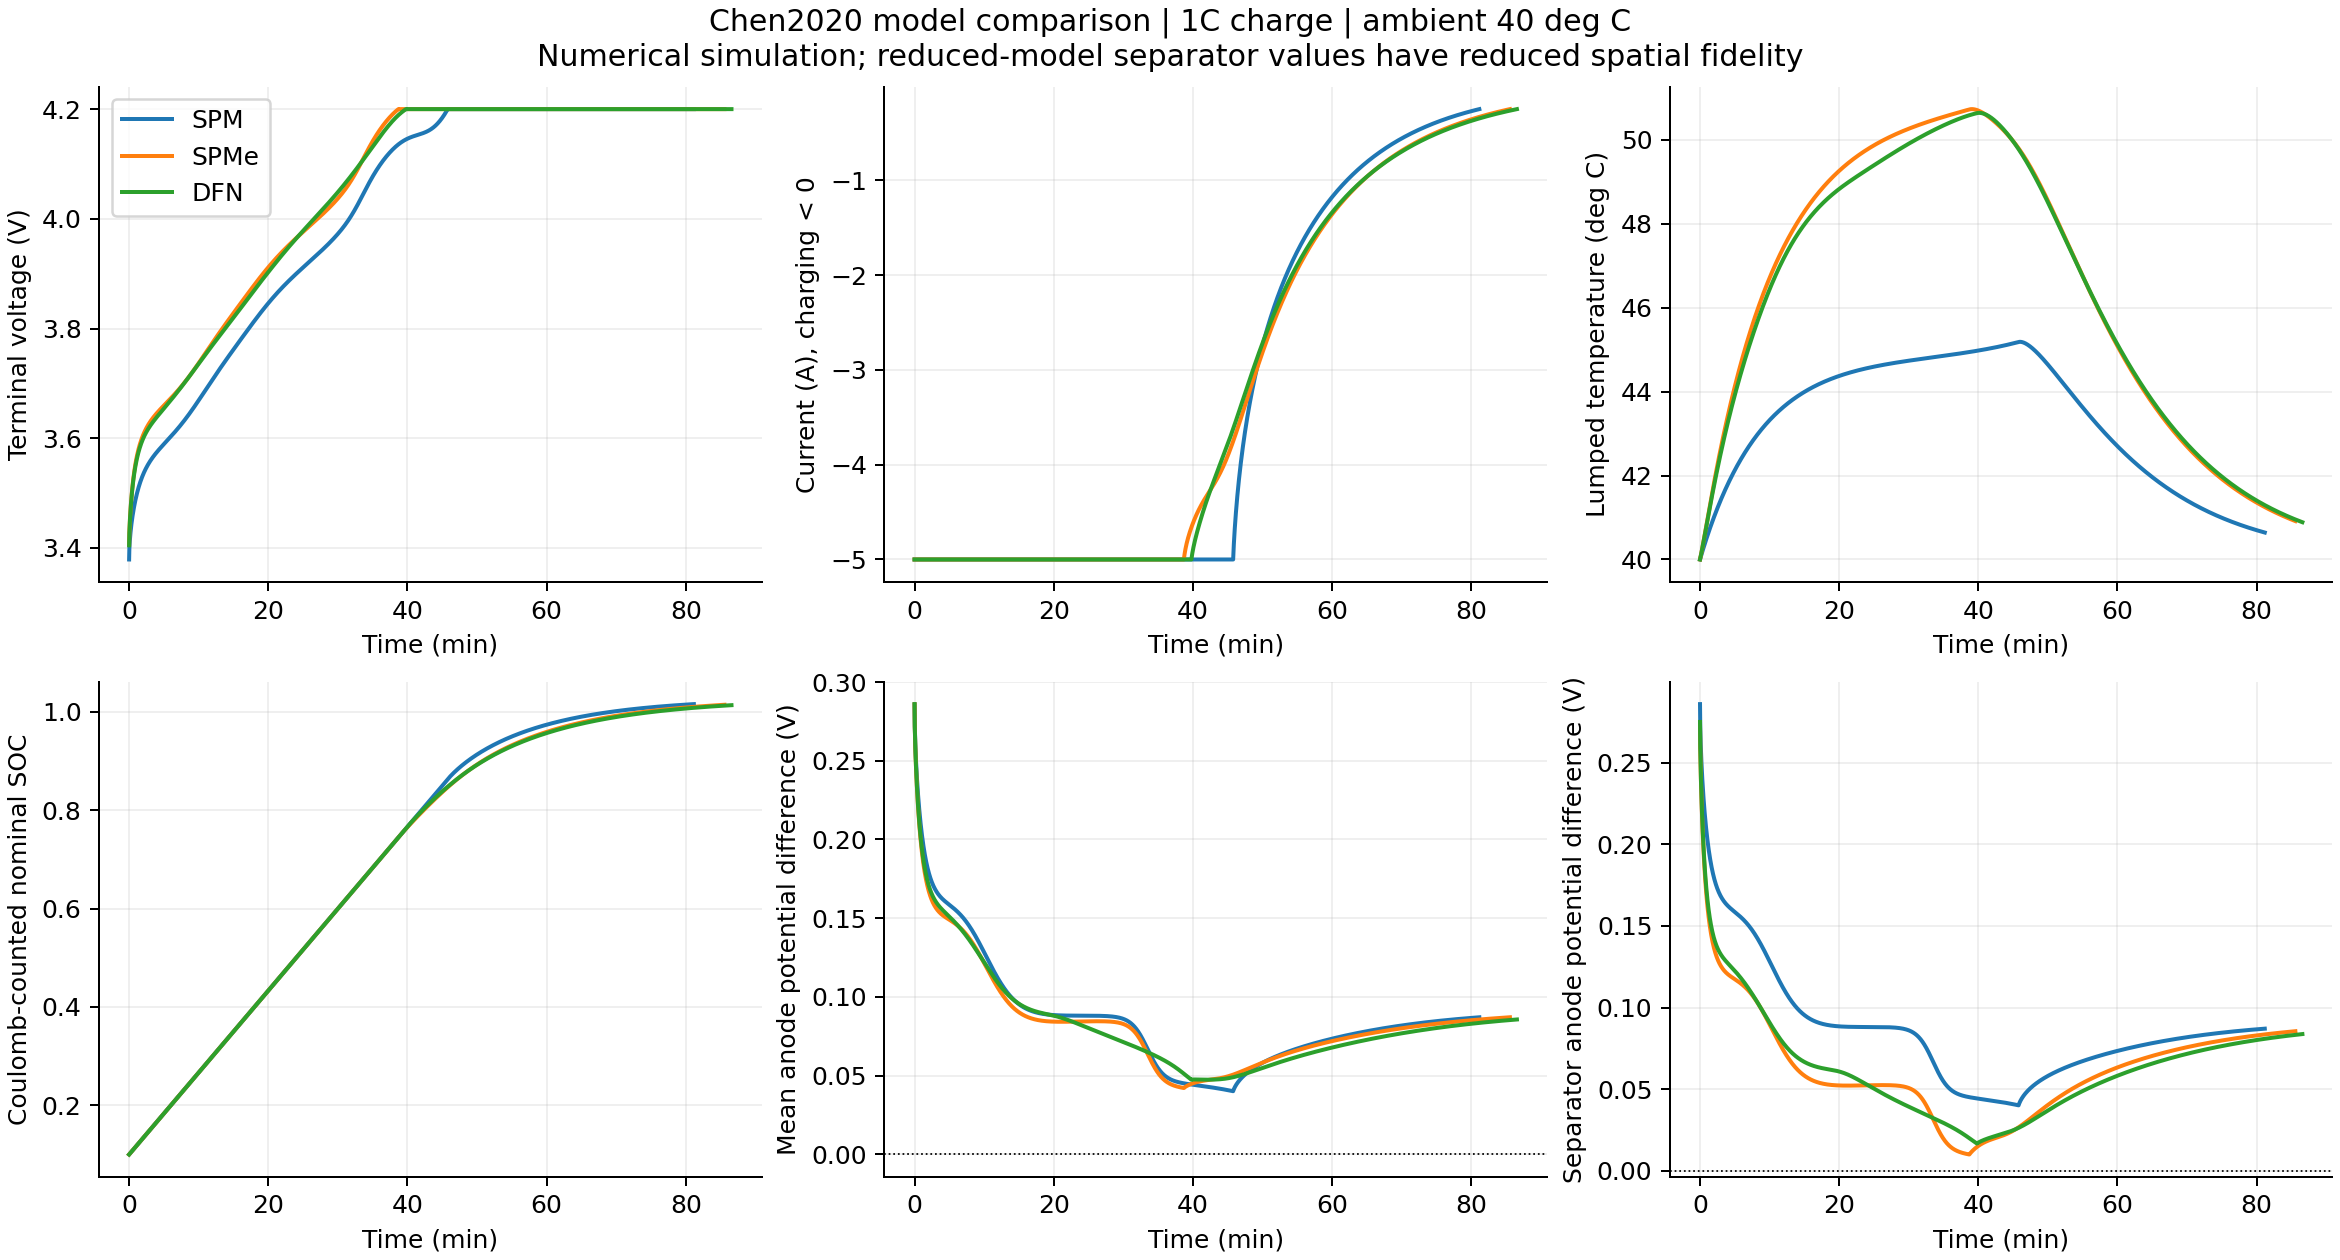 Chen2020 model comparison | 1C charge | ambient 40 deg C
Numerical simulation; reduced-model separator values have reduced spatial fidelity
Terminal voltage (V)
4.2
4.0
3.8
3.6
3.4
SPM
SPMe
DFN
0 20 40 60 80
Time (min)
Current (A), charging < 0
−1
−2
−3
−4
−5
0 20 40 60 80
Time (min)
Lumped temperature (deg C)
50
48
46
44
42
40
0 20 40 60 80
Time (min)
Coulomb-counted nominal SOC
1.0
0.8
0.6
0.4
0.2
0 20 40 60 80
Time (min)
Mean anode potential difference (V)
0.30
0.25
0.20
0.15
0.10
0.05
0.00
0 20 40 60 80
Time (min)
Separator anode potential difference (V)
0.25
0.20
0.15
0.10
0.05
0.00
0 20 40 60 80
Time (min)